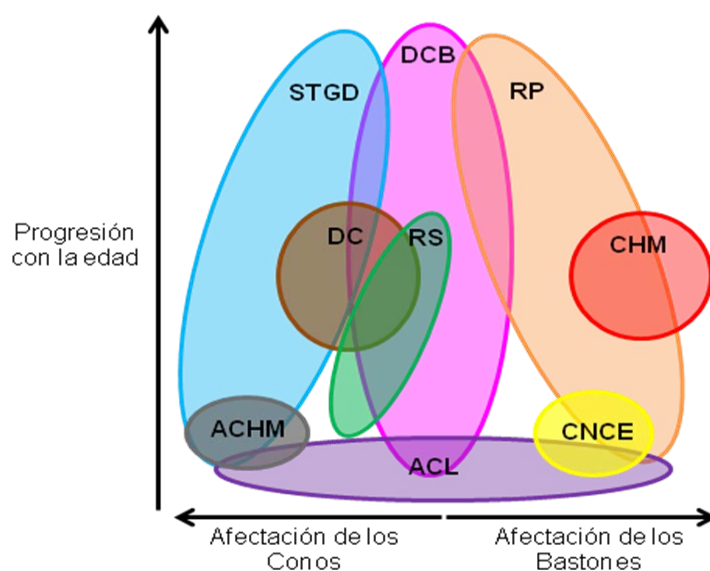 DCB
STGD
RP
Progresión
con la edad
DC
RS
CHM
ACHM
CNCE
ACL
Afectación de los
Conos
Afectación de los
Bastones